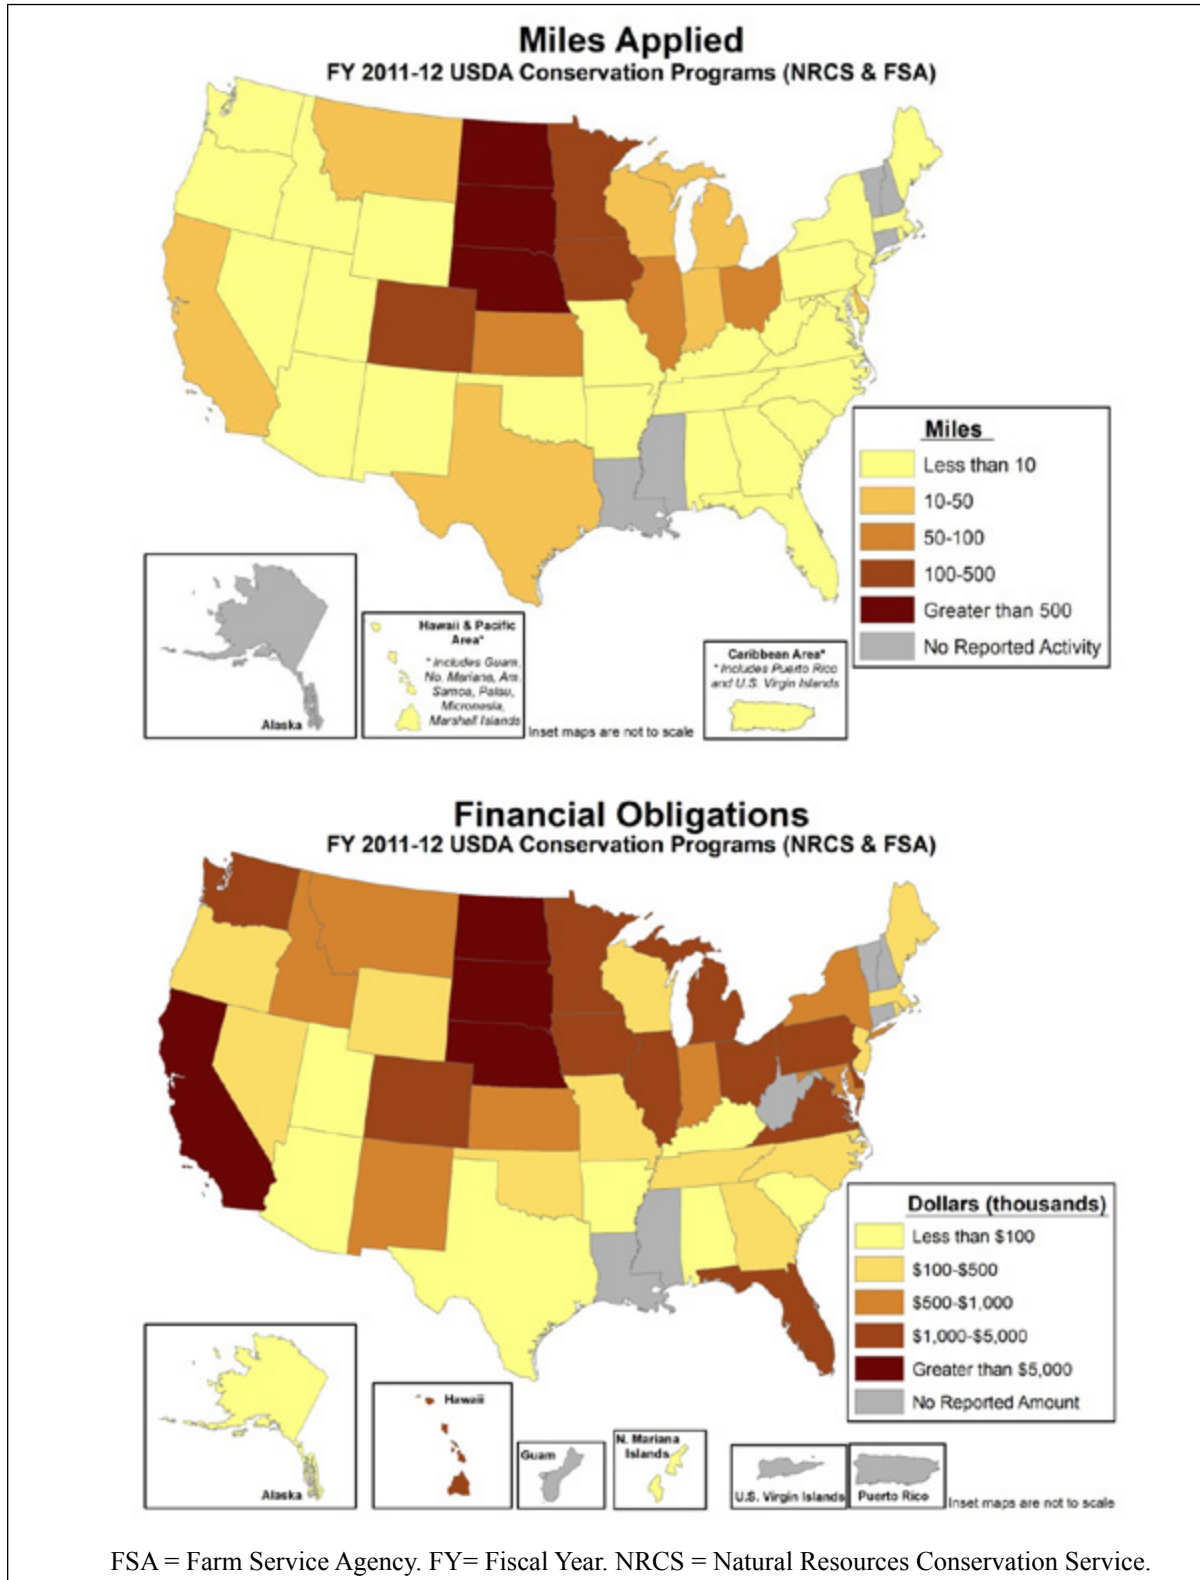 Miles Applied
FY 2011-12 USDA Conservation Programs (NRCS & FSA)
Miles
Less than 10
10-50
50-100
100-500
Greater than 500
No Reported Activity
Alaska
Hawaii & Pacific
Area*
* Includes Guam,
No. Mariana, Am.
Samoa, Palau,
Micronesia,
Marshall Islands
Inset maps are not to scale
Caribbean Area*
* Includes Puerto Rico
and U.S. Virgin Islands
Financial Obligations
FY 2011-12 USDA Conservation Programs (NRCS & FSA)
Dollars (thousands)
Less than $100
$100-$500
$500-$1,000
$1,000-$5,000
Greater than $5,000
No Reported Amount
Alaska
Hawaii
Guam
N. Mariana
Islands
U.S. Virgin Islands
Puerto Rico
Inset maps are not to scale
FSA = Farm Service Agency. FY= Fiscal Year. NRCS = Natural Resources Conservation Service.